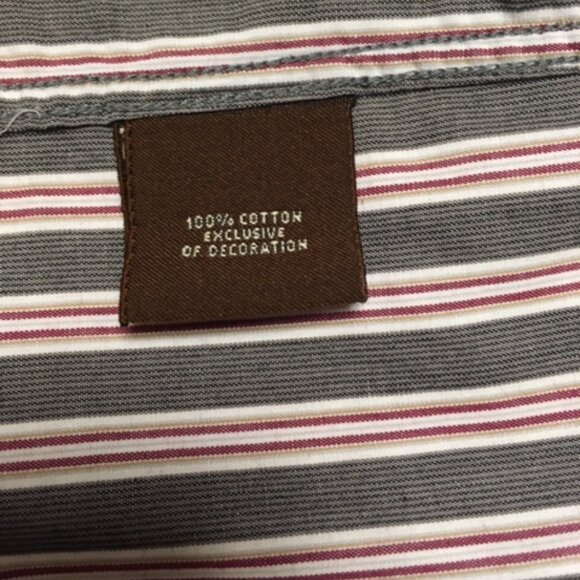 100% COTTON
EXCLUSIVE
OF DECORATION